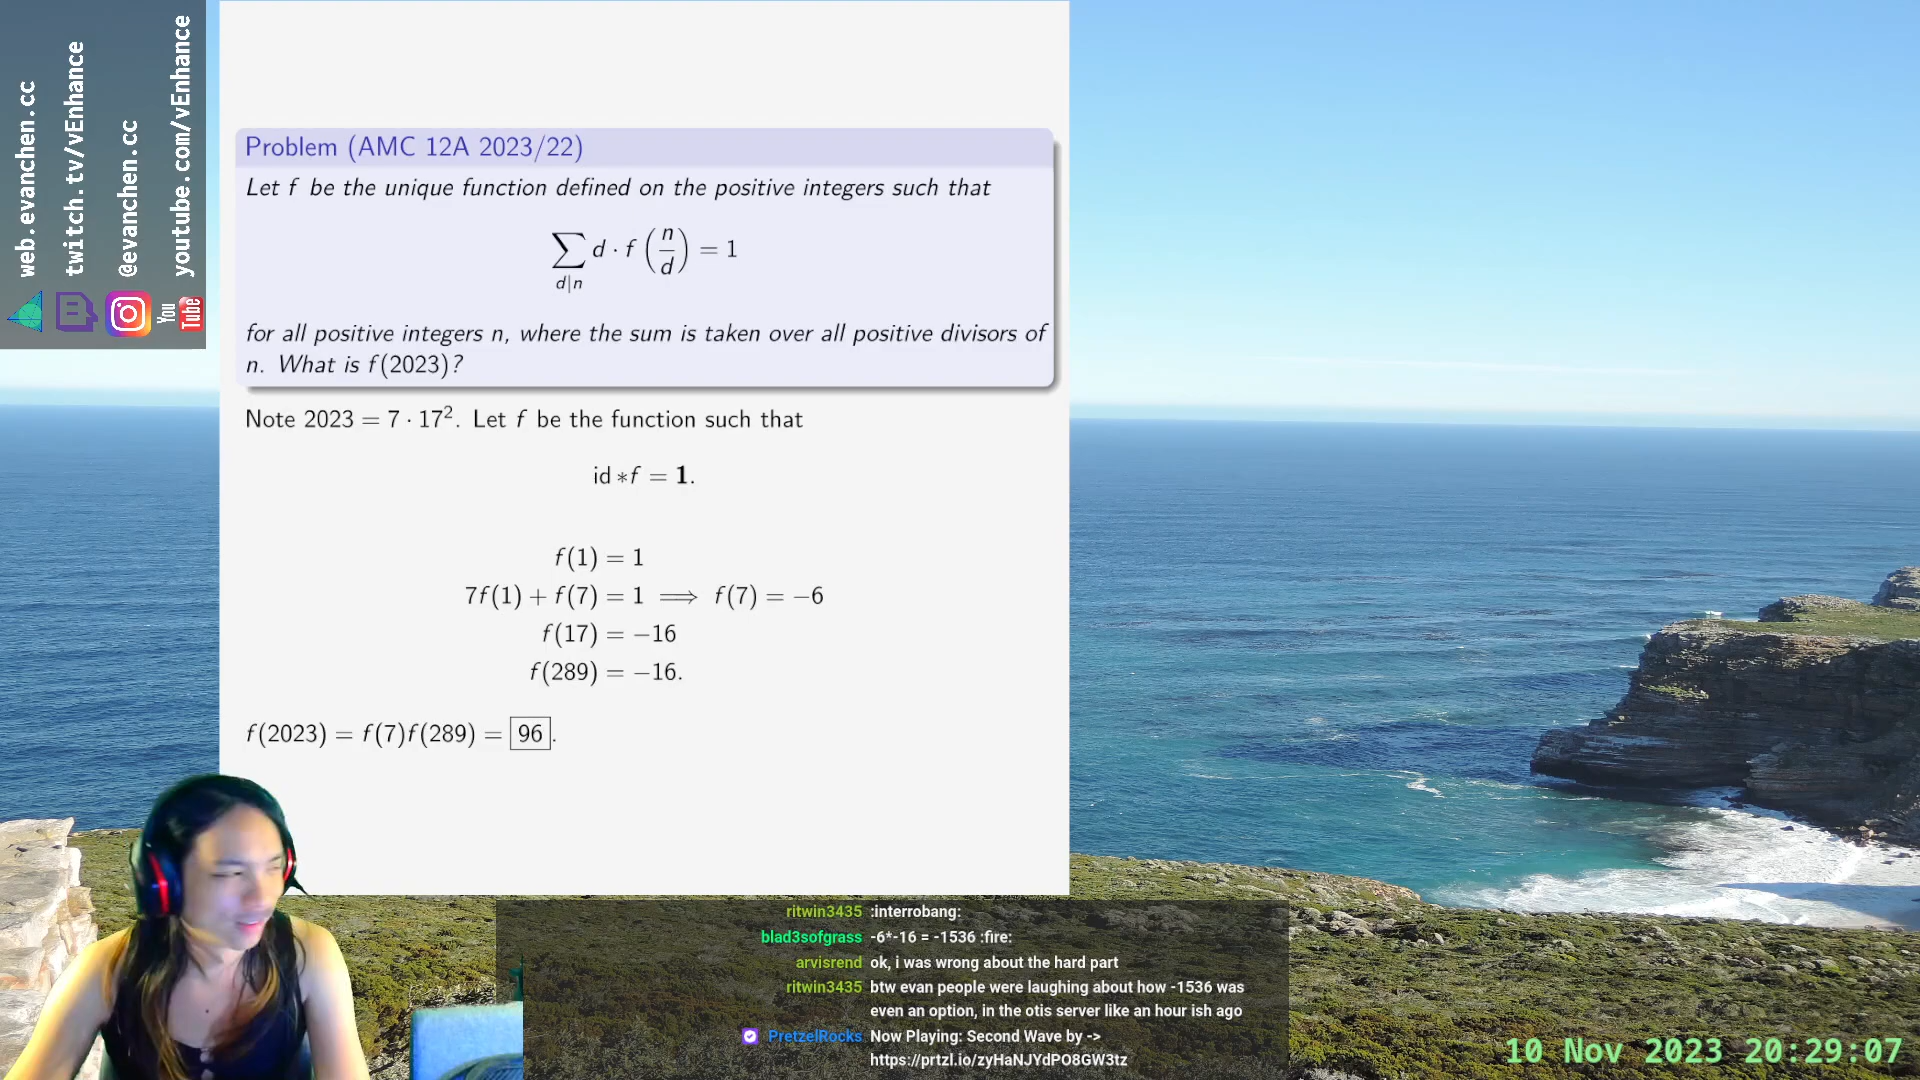 web.evanchen.cc
twitch.tv/vEnhance
@evanchen.cc
youtube.com/vEnhance
You
Tube
Problem (AMC 12A 2023/22)
Let f be the unique function defined on the positive integers such that
∑_{d|n} d · f(n/d) = 1
for all positive integers n, where the sum is taken over all positive divisors of
n. What is f(2023)?
Note 2023 = 7 · 17². Let f be the function such that
id ∗f = 1.
f(1) = 1
7f(1) + f(7) = 1 ⟹ f(7) = −6
f(17) = −16
f(289) = −16.
f(2023) = f(7)f(289) = 96.
ritwin3435 :interrobang:
blad3sofgrass -6*-16 = -1536 :fire:
arvisrend ok, i was wrong about the hard part
ritwin3435 btw evan people were laughing about how -1536 was
even an option, in the otis server like an hour ish ago
PretzelRocks Now Playing: Second Wave by ->
https://prtzl.io/zyHaNJYdPO8GW3tz
10 Nov 2023 20:29:07